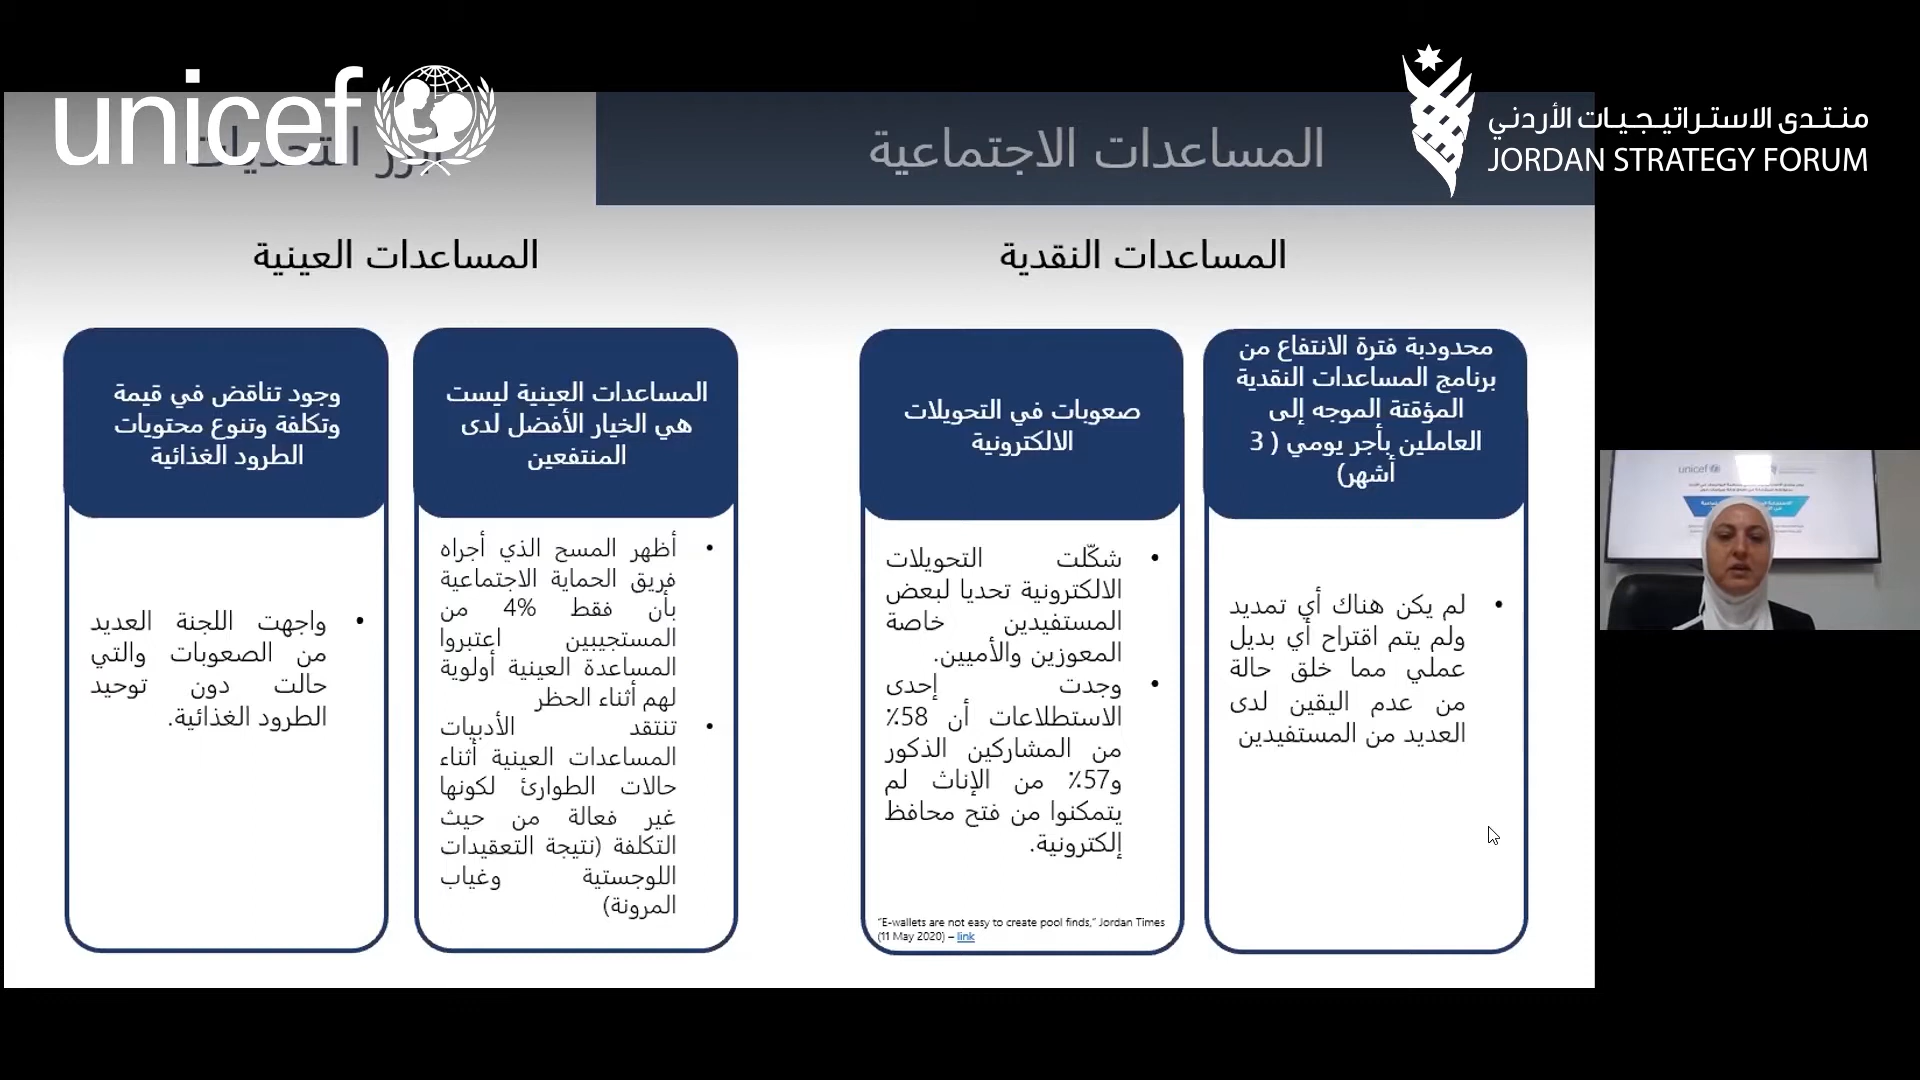 unicef
منتدى الاستراتيجيات الأردني
JORDAN STRATEGY FORUM
المساعدات الاجتماعية
التحديات
المساعدات النقدية
محدودية فترة الانتفاع من
برنامج المساعدات النقدية
المؤقتة الموجه إلى
العاملين بأجر يومي ( 3
أشهر)
• لم يكن هناك أي تمديد
ولم يتم اقتراح أي بديل
عملي مما خلق حالة
من عدم اليقين لدى
العديد من المستفيدين
صعوبات في التحويلات
الالكترونية
• شكّلت التحويلات
الالكترونية تحديا لبعض
المستفيدين خاصة
المعوزين والأميين.
• وجدت إحدى
الاستطلاعات أن 58٪
من المشاركين الذكور
و57٪ من الإناث لم
يتمكنوا من فتح محافظ
إلكترونية.
“E-wallets are not easy to create pool finds,” Jordan Times
(11 May 2020) – link
المساعدات العينية
المساعدات العينية ليست
هي الخيار الأفضل لدى
المنتفعين
• أظهر المسح الذي أجراه
فريق الحماية الاجتماعية
بأن فقط 4% من
المستجيبين اعتبروا
المساعدة العينية أولوية
لهم أثناء الحظر
• تنتقد الأدبيات
المساعدات العينية أثناء
حالات الطوارئ لكونها
غير فعالة من حيث
التكلفة (نتيجة التعقيدات
اللوجستية وغياب
المرونة)
وجود تناقض في قيمة
وتكلفة وتنوع محتويات
الطرود الغذائية
• واجهت اللجنة العديد
من الصعوبات والتي
حالت دون توحيد
الطرود الغذائية.
unicef